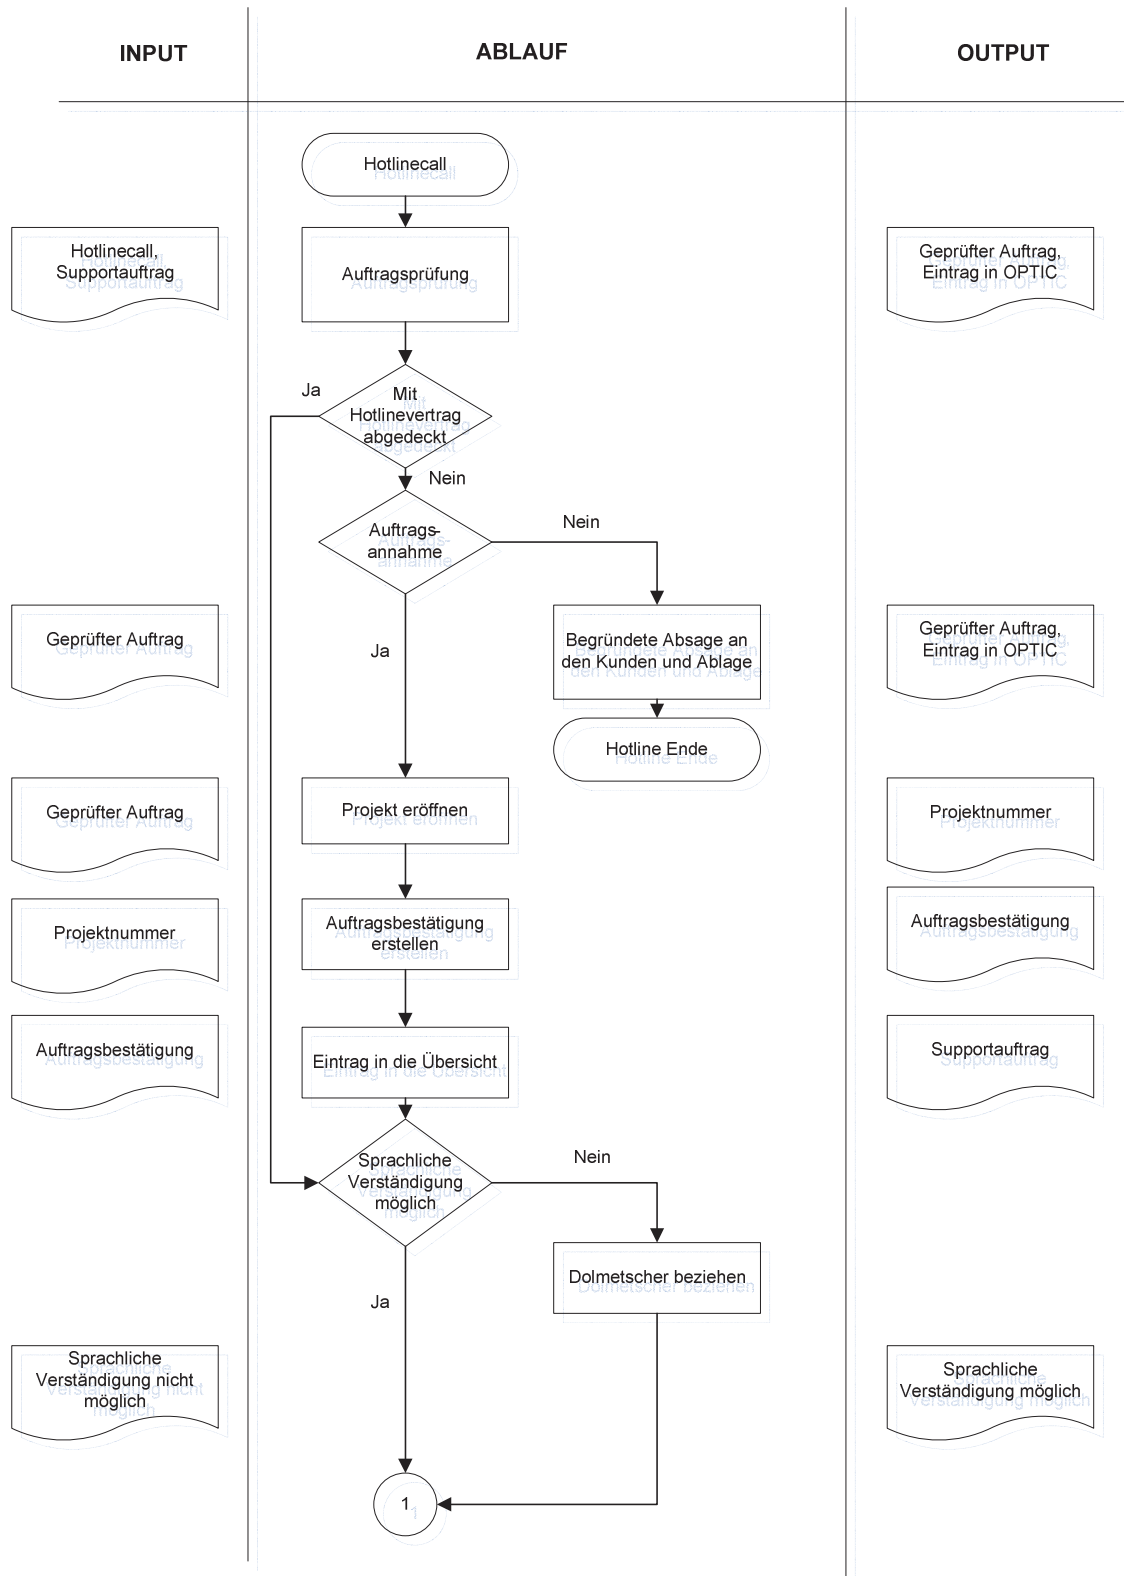 INPUT
ABLAUF
OUTPUT
Hotlinecall
Hotlinecall,
Supportauftrag
Auftragsprüfung
Geprüfter Auftrag,
Eintrag in OPTIC
Ja
Mit
Hotlinevertrag
abgedeckt
Nein
Auftrags-
annahme
Nein
Ja
Geprüfter Auftrag
Begründete Absage an
den Kunden und Ablage
Geprüfter Auftrag,
Eintrag in OPTIC
Hotline Ende
Geprüfter Auftrag
Projekt eröffnen
Projektnummer
Projektnummer
Auftragsbestätigung
erstellen
Auftragsbestätigung
Auftragsbestätigung
Eintrag in die Übersicht
Supportauftrag
Sprachliche
Verständigung
möglich
Nein
Ja
Dolmetscher beziehen
Sprachliche
Verständigung nicht
möglich
Sprachliche
Verständigung möglich
1